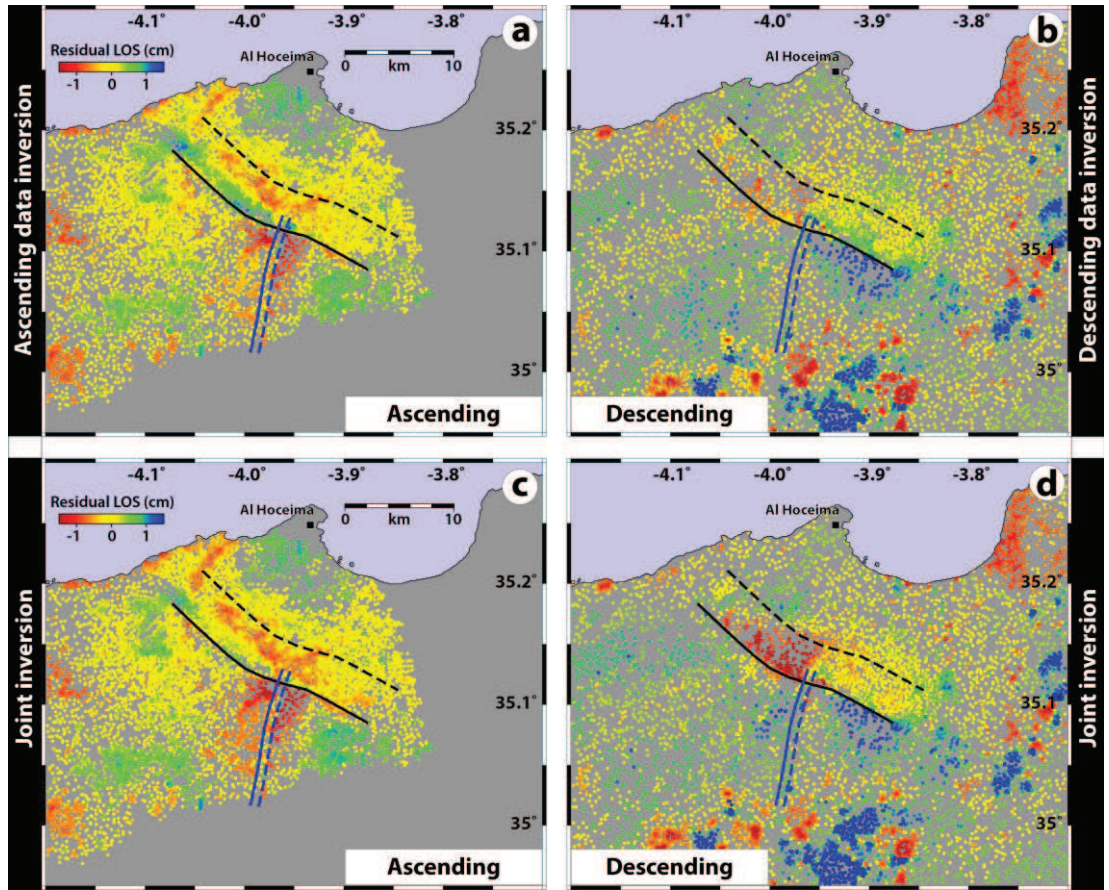 -4.1° -4.0° -3.9° -3.8°
a
Residual LOS (cm)
-1 0 1
Al Hoceima
0 km 10
35.2°
35.1°
35°
Ascending data inversion
Ascending
-4.1° -4.0° -3.9° -3.8°
b
Al Hoceima
35.2°
35.1°
35°
Descending
Descending data inversion
-4.1° -4.0° -3.9° -3.8°
c
Residual LOS (cm)
-1 0 1
Al Hoceima
0 km 10
35.2°
35.1°
35°
Joint inversion
Ascending
-4.1° -4.0° -3.9° -3.8°
d
Al Hoceima
35.2°
35.1°
35°
Descending
Joint inversion